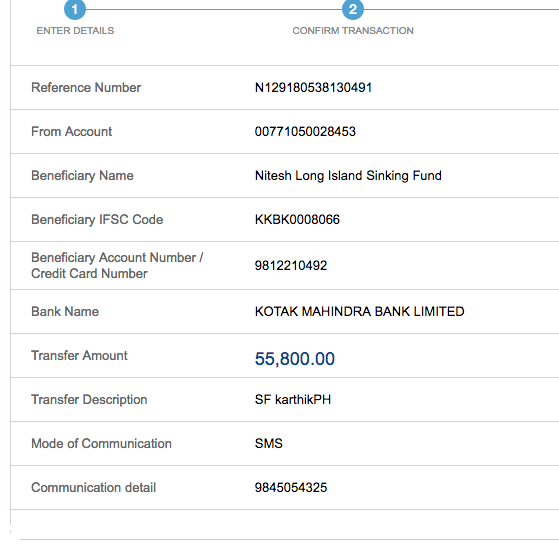 1 2
ENTER DETAILS CONFIRM TRANSACTION
Reference Number N129180538130491
From Account 00771050028453
Beneficiary Name Nitesh Long Island Sinking Fund
Beneficiary IFSC Code KKBK0008066
Beneficiary Account Number /
Credit Card Number 9812210492
Bank Name KOTAK MAHINDRA BANK LIMITED
Transfer Amount 55,800.00
Transfer Description SF karthikPH
Mode of Communication SMS
Communication detail 9845054325